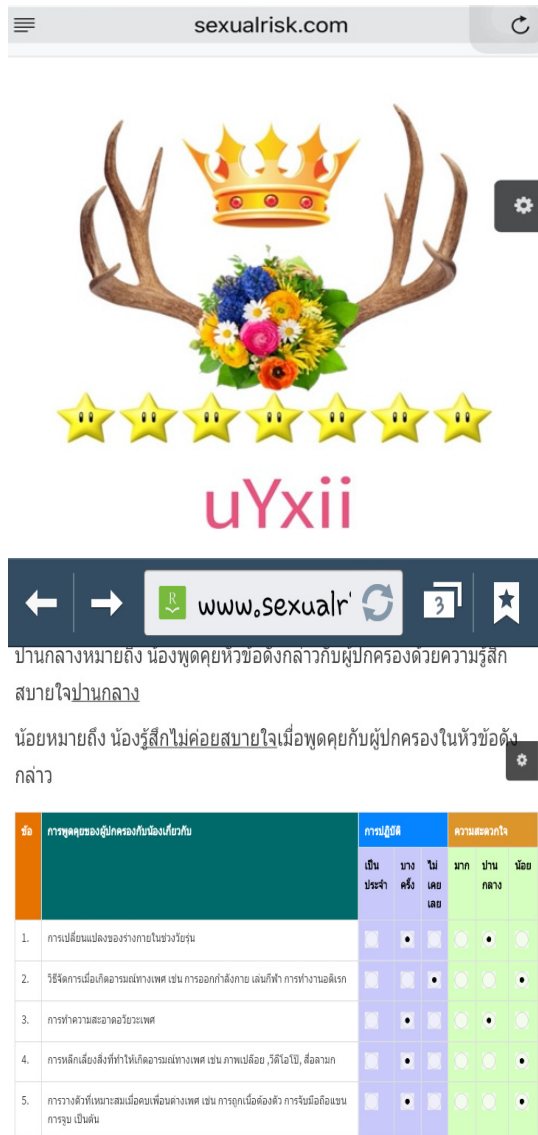 sexualrisk.com
uYxii
www.sexualr
3
ปานกลางหมายถึง น้องพูดคุยหัวข้อดังกล่าวกับผู้ปกครองด้วยความรู้สึก
สบายใจปานกลาง
น้อยหมายถึง น้องรู้สึกไม่ค่อยสบายใจเมื่อพูดคุยกับผู้ปกครองในหัวข้อดัง
กล่าว
ข้อ การพูดคุยของผู้ปกครองกับน้องเกี่ยวกับ การปฏิบัติ ความสะดวกใจ
เป็น บาง ไม่ มาก ปาน น้อย
ประจำ ครั้ง เคย กลาง
เลย
1. การเปลี่ยนแปลงของร่างกายในช่วงวัยรุ่น
2. วิธีจัดการเมื่อเกิดอารมณ์ทางเพศ เช่น การออกกำลังกาย เล่นกีฬา การทำงานอดิเรก
3. การทำความสะอาดอวัยวะเพศ
4. การหลีกเลี่ยงสิ่งที่ทำให้เกิดอารมณ์ทางเพศ เช่น ภาพเปลือย ,วีดีโอโป๊, สื่อลามก
5. การวางตัวที่เหมาะสมเมื่อคบเพื่อนต่างเพศ เช่น การถูกเนื้อต้องตัว การจับมือถือแขน
การจูบ เป็นต้น